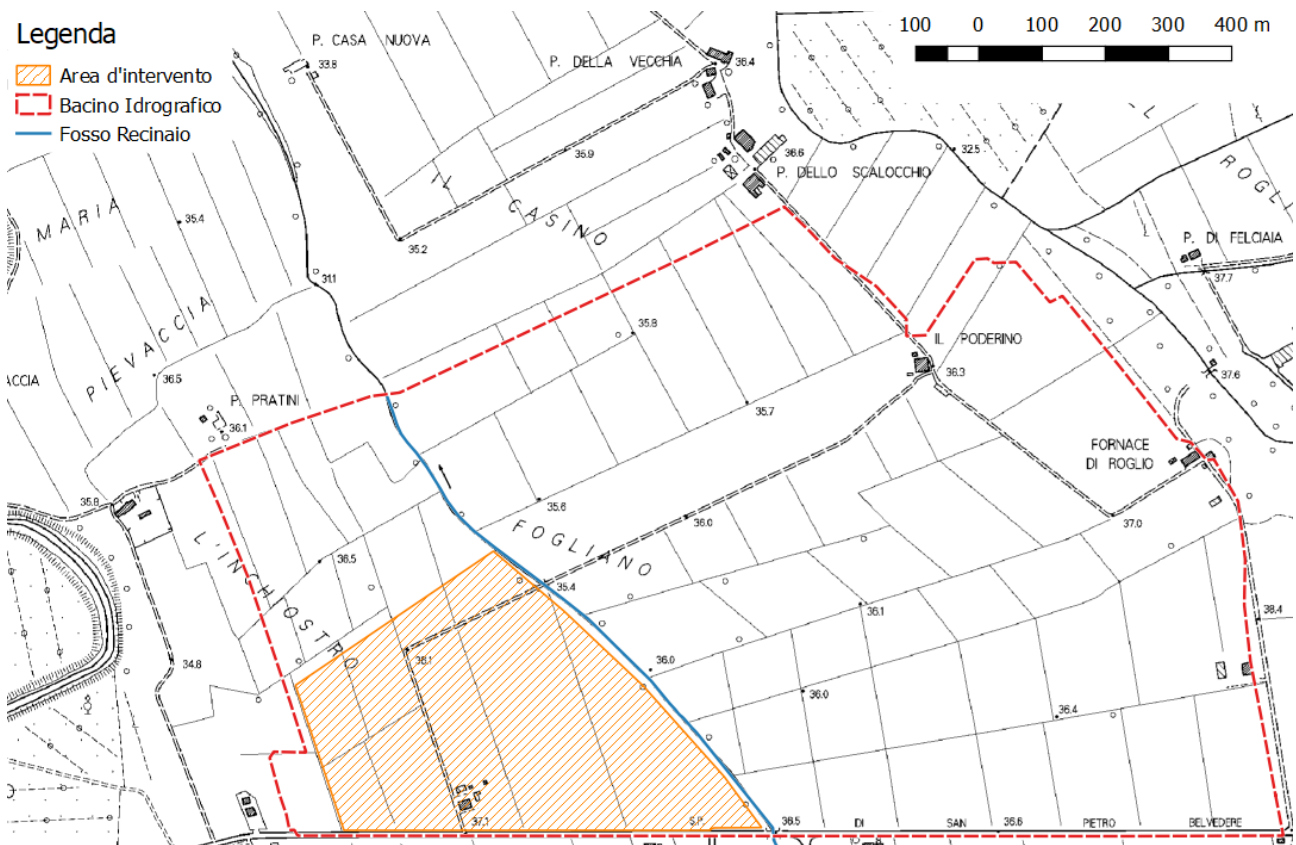 Legenda
Area d'intervento
Bacino Idrografico
Fosso Recinaio
100 0 100 200 300 400 m
P. CASA NUOVA
33.8
P. DELLA VECCHIA
36.4
35.9
36.6
32.5
P. DELLO SCALOCCHIO
IL
CASINO
ROGL
MARIA
35.4
35.2
P. DI FELCIAIA
37.7
31.1
PIEVACCIA
35.8
IL PODERINO
ACCIA
36.5
36.3
37.6
P. PRATINI
35.7
36.1
FORNACE
DI ROGLIO
35.8
35.6
36.0
37.0
L'INCHIOSTRO
FOGLIANO
36.5
35.4
36.1
38.4
34.8
36.1
36.0
36.0
36.4
37.1
S.P.
36.5
DI
SAN
36.6
PIETRO
BELVEDERE